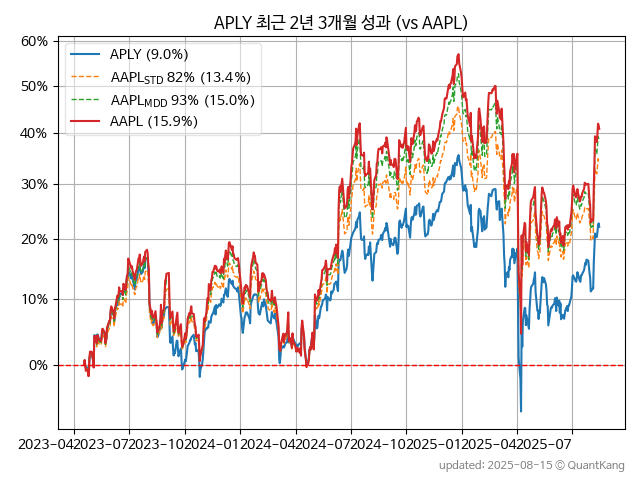 APLY 최근 2년 3개월 성과 (vs AAPL)
60%
50%
40%
30%
20%
10%
0%
APLY (9.0%)
AAPL_STD 82% (13.4%)
AAPL_MDD 93% (15.0%)
AAPL (15.9%)
2023-04 2023-07 2023-10 2024-01 2024-04 2024-07 2024-10 2025-01 2025-04 2025-07
updated: 2025-08-15 © QuantKang